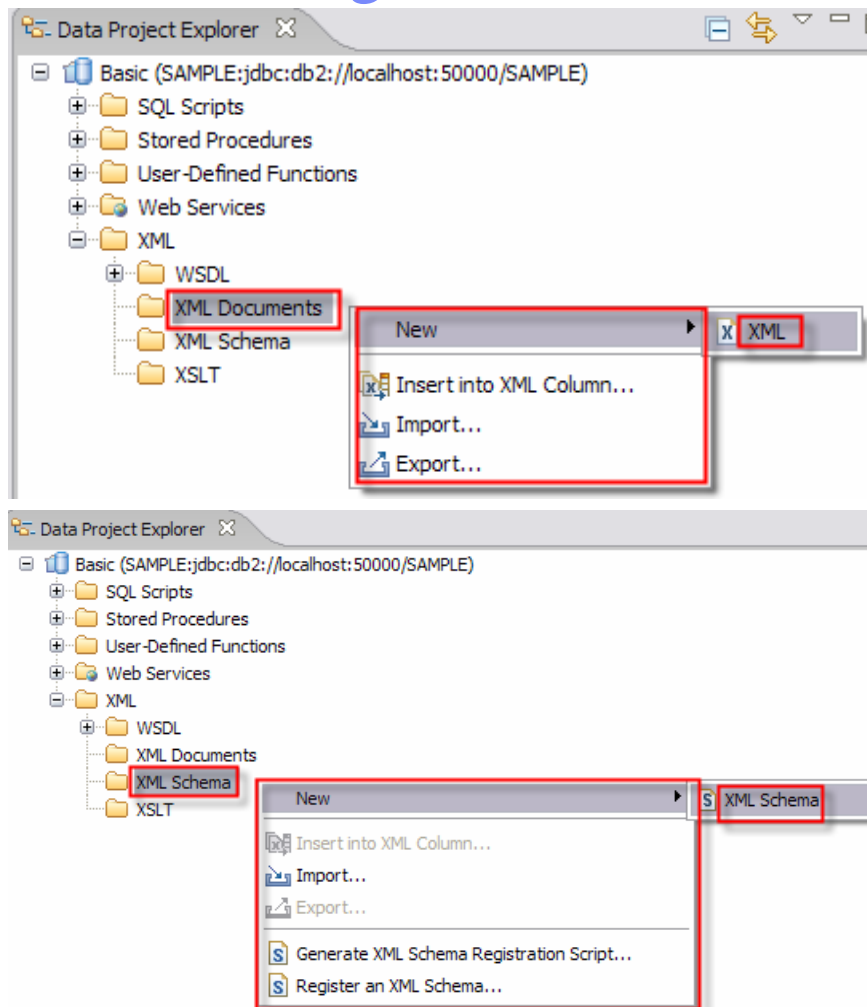 Data Project Explorer
Basic (SAMPLE:jdbc:db2://localhost:50000/SAMPLE)
SQL Scripts
Stored Procedures
User-Defined Functions
Web Services
XML
WSDL
XML Documents
XML Schema
XSLT
New
XML
Insert into XML Column...
Import...
Export...
Data Project Explorer
Basic (SAMPLE:jdbc:db2://localhost:50000/SAMPLE)
SQL Scripts
Stored Procedures
User-Defined Functions
Web Services
XML
WSDL
XML Documents
XML Schema
XSLT
New
XML Schema
Insert into XML Column...
Import...
Export...
Generate XML Schema Registration Script...
Register an XML Schema...